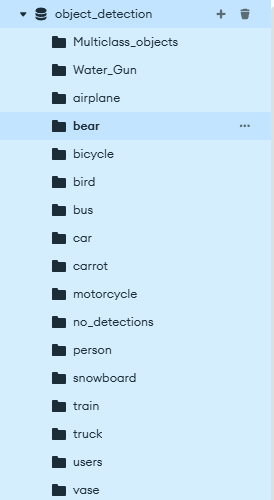 object_detection
Multiclass_objects
Water_Gun
airplane
bear
bicycle
bird
bus
car
carrot
motorcycle
no_detections
person
snowboard
train
truck
users
vase